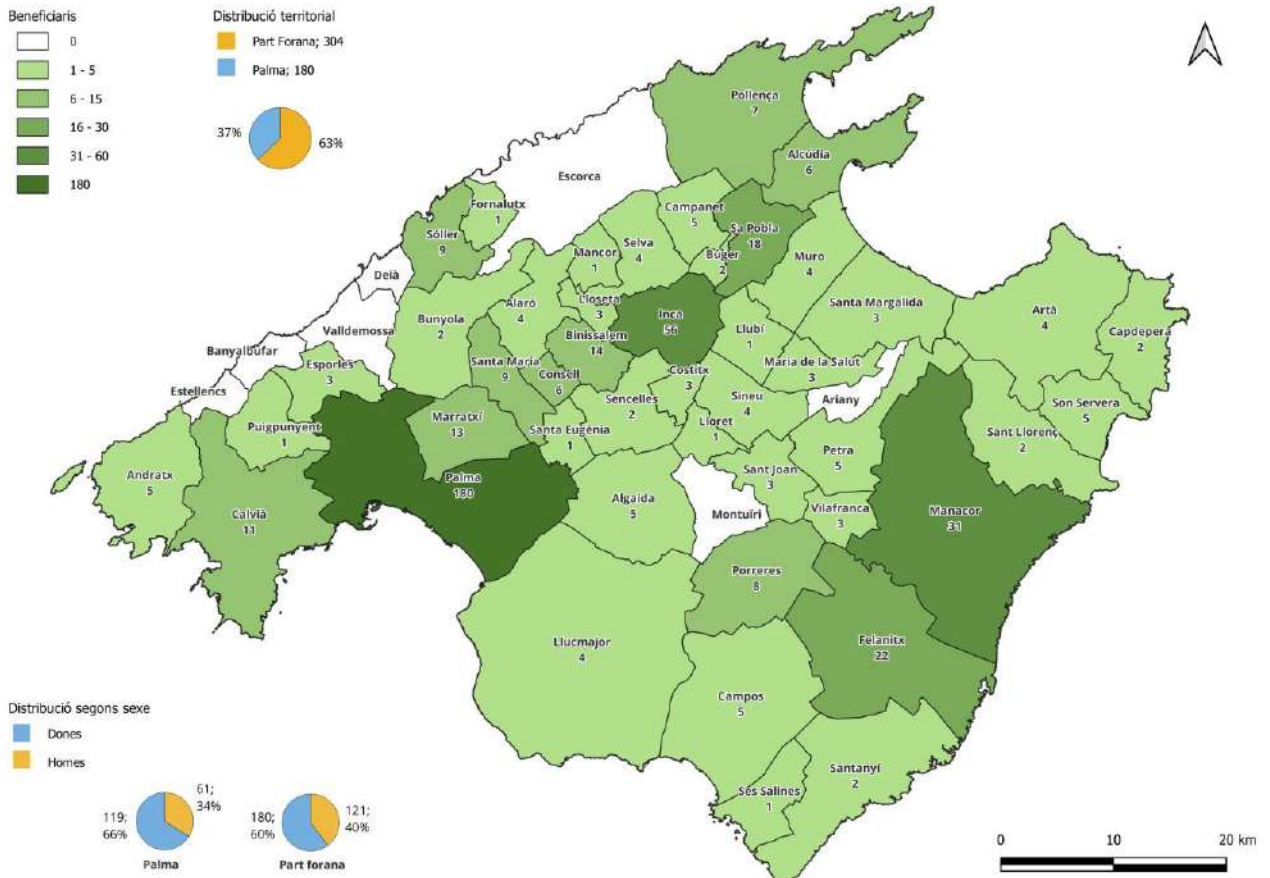 Beneficiaris
0
1 - 5
6 - 15
16 - 30
31 - 60
180
Distribució territorial
Part Forana; 304
Palma; 180
37%
63%
Pollença
7
Alcúdia
6
Escorca
Fornalutx
1
Sóller
9
Campanet
5
Sa Pobla
18
Búger
2
Selva
4
Mancor
1
Muro
4
Deià
Valldemossa
Bunyola
2
Alaró
4
Lloseta
3
Inca
56
Binissalem
14
Llubí
1
Santa Margalida
3
Artà
4
Capdepera
2
Banyalbufar
Esporles
3
Estellencs
Santa Maria
9
Consell
6
Costitx
3
Maria de la Salut
3
Sencelles
2
Sineu
4
Ariany
Son Servera
5
Puigpunyent
1
Marratxí
13
Santa Eugènia
1
Lloret
1
Sant Llorenç
2
Andratx
5
Palma
180
Sant Joan
3
Petra
5
Calvià
11
Algaida
5
Montuïri
Vilafranca
3
Manacor
31
Porreres
8
Llucmajor
4
Felanitx
22
Campos
5
Santanyí
2
Ses Salines
1
Distribució segons sexe
Dones
Homes
61;
34%
119;
66%
Palma
180;
60%
121;
40%
Part forana
0
10
20 km